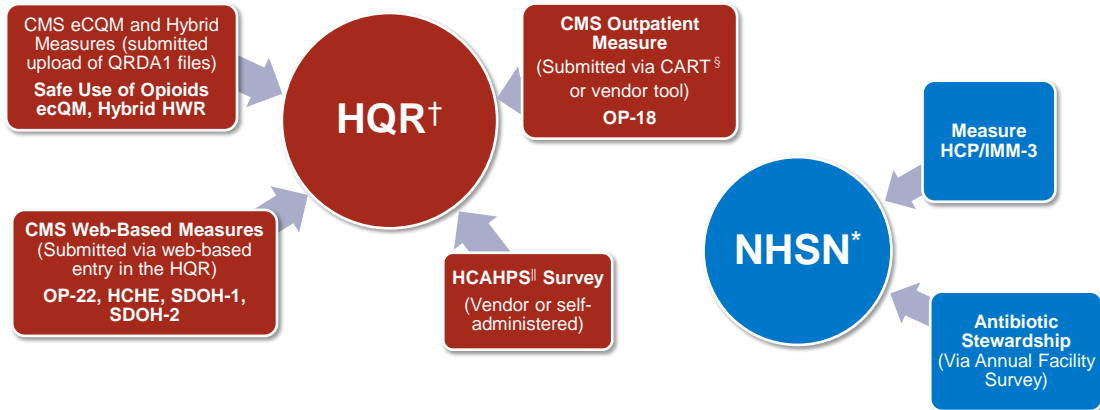 CMS eCQM and Hybrid
Measures (submitted
upload of QRDA1 files)
Safe Use of Opioids
ecQM, Hybrid HWR
HQR†
CMS Outpatient
Measure
(Submitted via CART§
or vendor tool)
OP-18
CMS Web-Based Measures
(Submitted via web-based
entry in the HQR)
OP-22, HCHE, SDOH-1,
SDOH-2
HCAHPS‖ Survey
(Vendor or self-
administered)
Measure
HCP/IMM-3
NHSN*
Antibiotic
Stewardship
(Via Annual Facility
Survey)